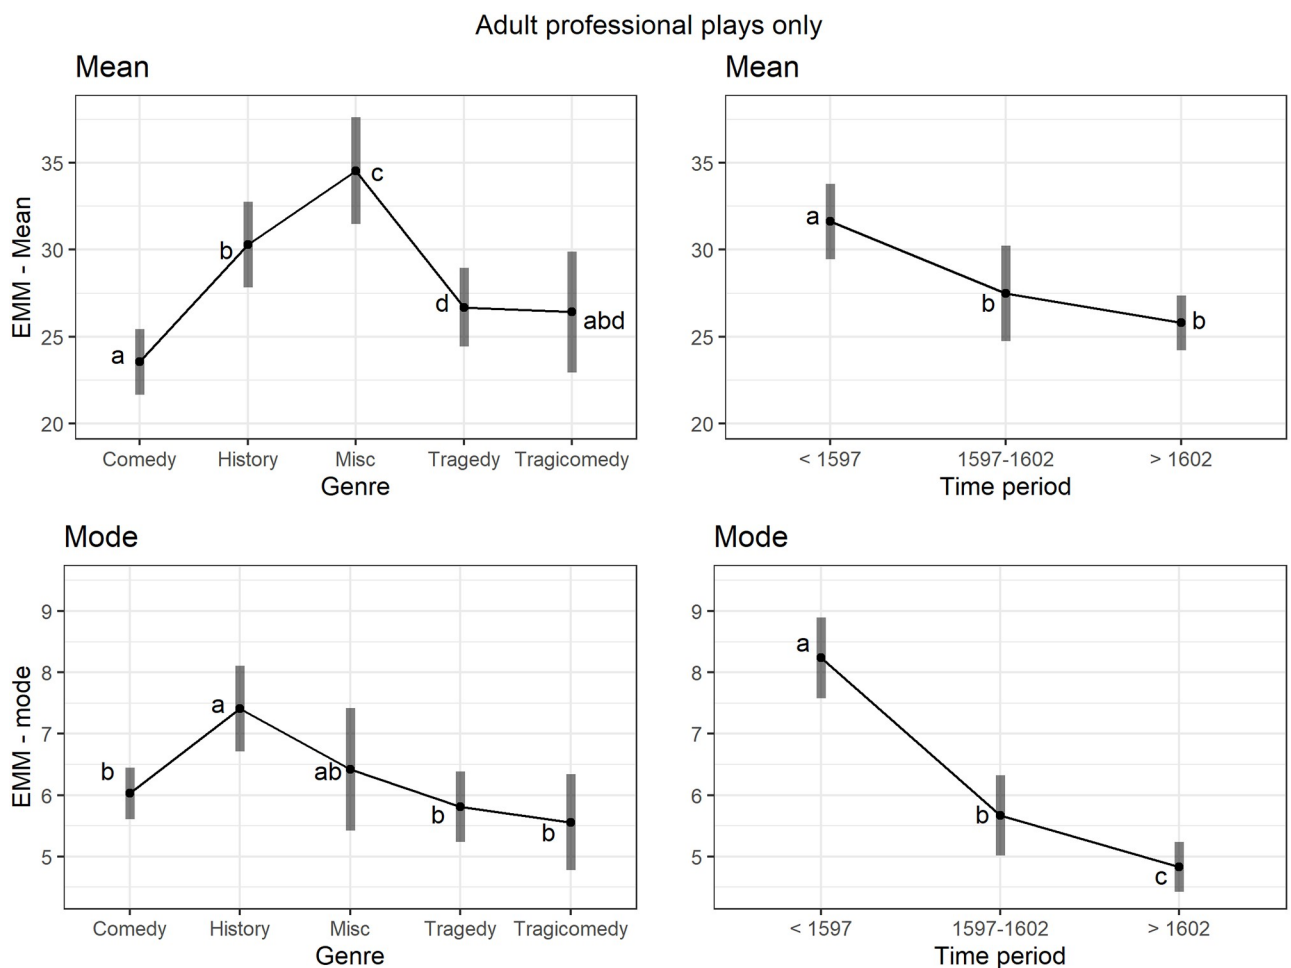 Adult professional plays only
Mean
EMM - Mean
35
30
25
20
a
b
c
d
abd
Comedy History Misc Tragedy Tragicomedy
Genre
Mean
35
30
25
20
a
b
b
< 1597 1597-1602 > 1602
Time period
Mode
EMM - mode
9
8
7
6
5
b
a
ab
b
b
Comedy History Misc Tragedy Tragicomedy
Genre
Mode
9
8
7
6
5
a
b
c
< 1597 1597-1602 > 1602
Time period